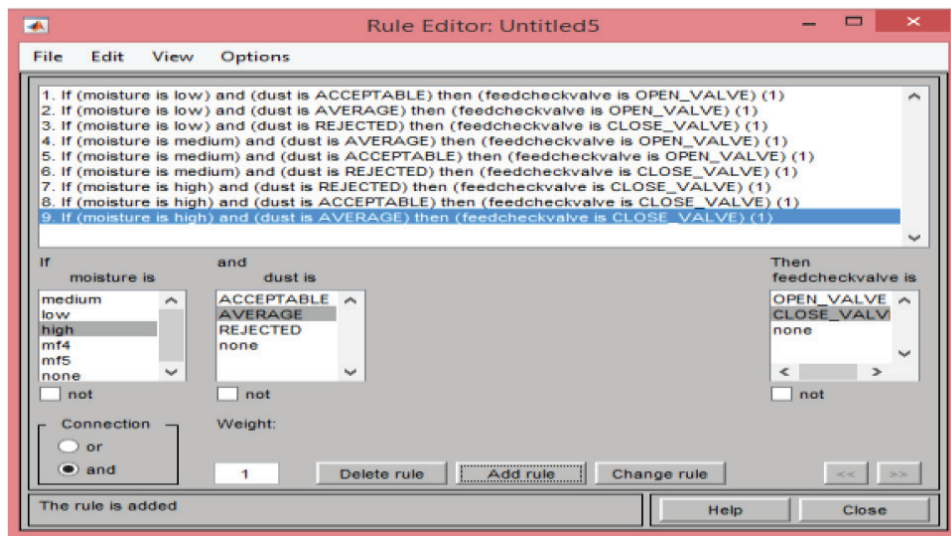 Rule Editor: Untitled5
File Edit View Options
1. If (moisture is low) and (dust is ACCEPTABLE) then (feedcheckvalve is OPEN_VALVE) (1)
2. If (moisture is low) and (dust is AVERAGE) then (feedcheckvalve is OPEN_VALVE) (1)
3. If (moisture is low) and (dust is REJECTED) then (feedcheckvalve is CLOSE_VALVE) (1)
4. If (moisture is medium) and (dust is AVERAGE) then (feedcheckvalve is OPEN_VALVE) (1)
5. If (moisture is medium) and (dust is ACCEPTABLE) then (feedcheckvalve is OPEN_VALVE) (1)
6. If (moisture is medium) and (dust is REJECTED) then (feedcheckvalve is CLOSE_VALVE) (1)
7. If (moisture is high) and (dust is REJECTED) then (feedcheckvalve is CLOSE_VALVE) (1)
8. If (moisture is high) and (dust is ACCEPTABLE) then (feedcheckvalve is CLOSE_VALVE) (1)
9. If (moisture is high) and (dust is AVERAGE) then (feedcheckvalve is CLOSE_VALVE) (1)
If
moisture is
medium
low
high
mf4
mf5
none
not
and
dust is
ACCEPTABLE
AVERAGE
REJECTED
none
not
Then
feedcheckvalve is
OPEN_VALVE
CLOSE_VALV
none
not
Connection
or
and
Weight:
1
Delete rule
Add rule
Change rule
<<
>>
The rule is added
Help
Close